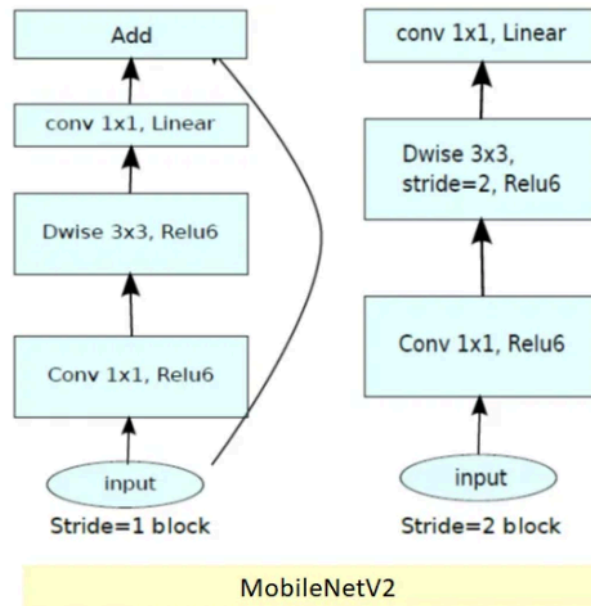 Add
conv 1x1, Linear
Dwise 3x3, Relu6
Conv 1x1, Relu6
input
Stride=1 block
conv 1x1, Linear
Dwise 3x3,
stride=2, Relu6
Conv 1x1, Relu6
input
Stride=2 block
MobileNetV2